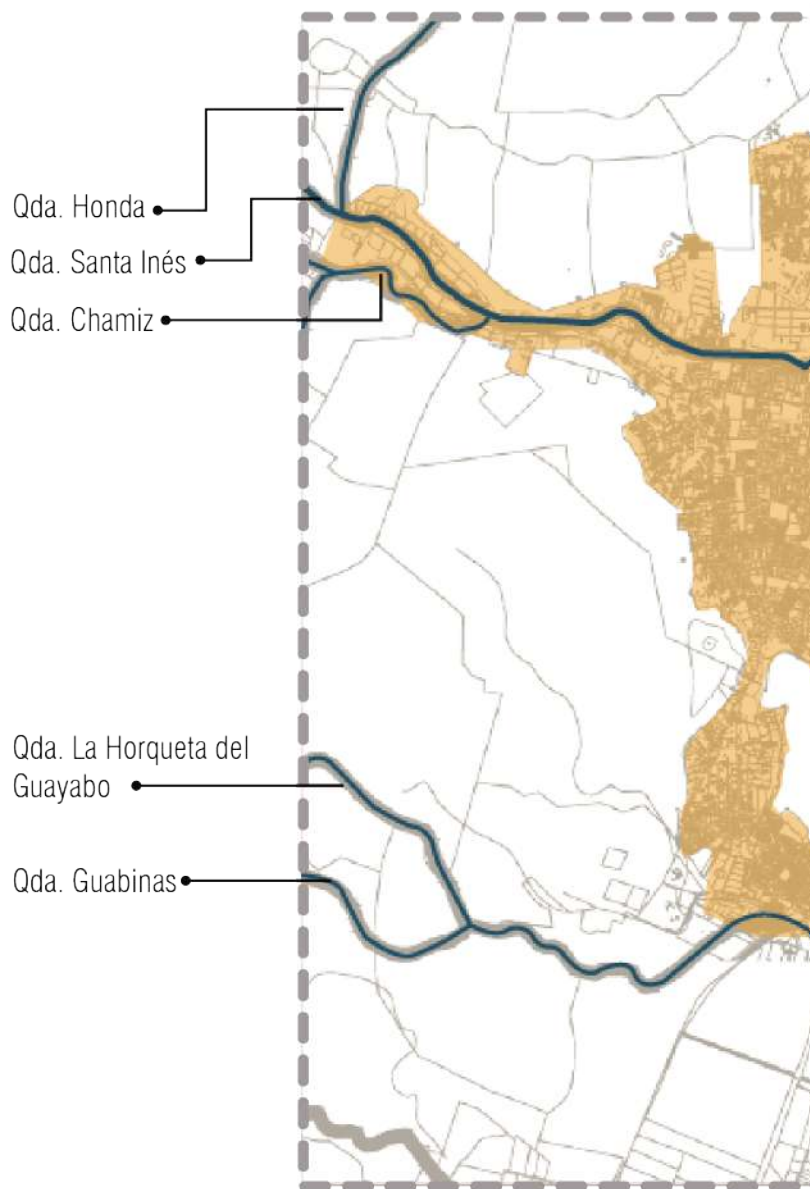 Qda. Honda
Qda. Santa Inés
Qda. Chamiz
Qda. La Horqueta del
Guayabo
Qda. Guabinas